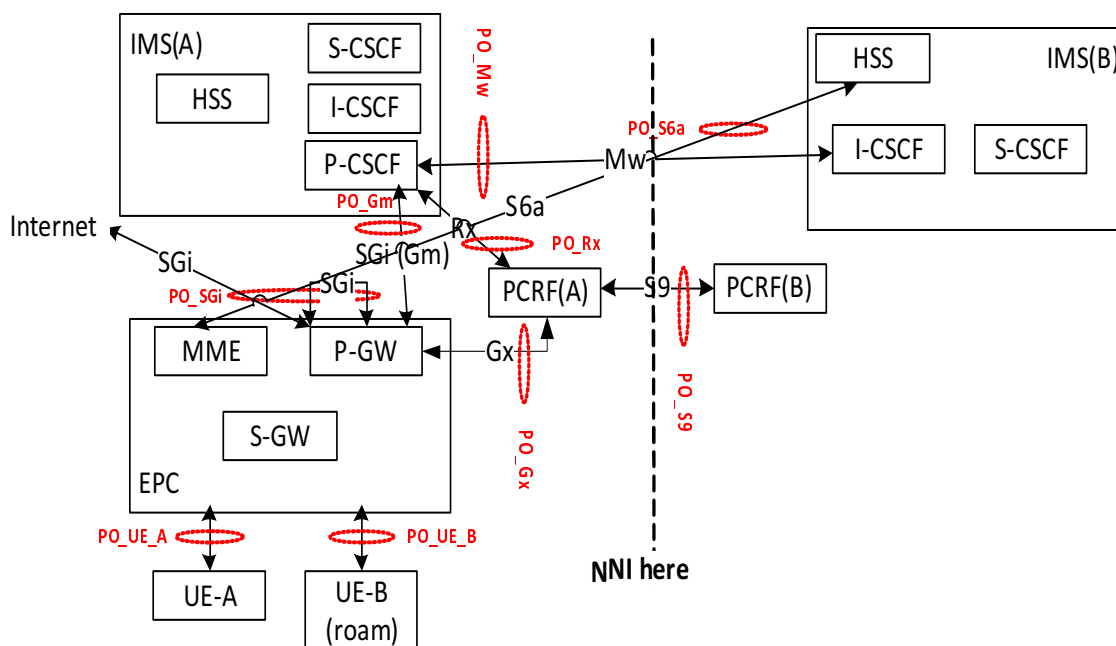 IMS(A)
S-CSCF
HSS
I-CSCF
P-CSCF
PO_Mw
IMS(B)
HSS
I-CSCF
S-CSCF
PO_S6a
Mw
S6a
PO_Gm
Rx
PO_Rx
SGi (Gm)
Internet
SGi
PO_SGi
SGi
PCRF(A)
S9
PCRF(B)
PO_S9
MME
P-GW
Gx
PO_Gx
S-GW
EPC
PO_UE_A
PO_UE_B
NNI here
UE-A
UE-B
(roam)